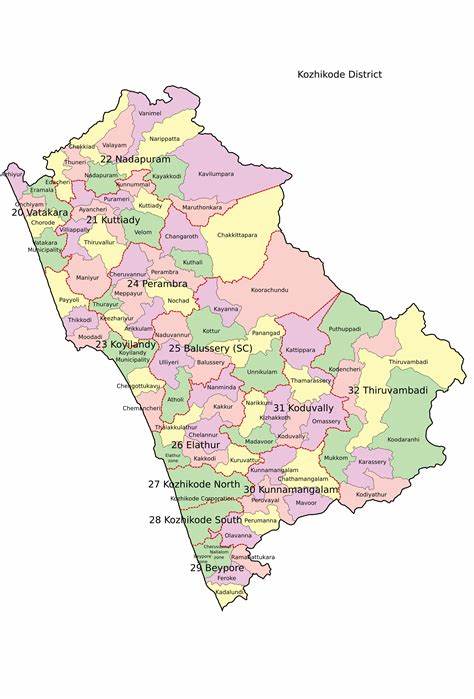 Kozhikode District
Vanimel
Narippatta
Valayam
Chekkiad
Thuneri
22 Nadapuram
Kavilumpara
Nadapuram
Kayakkodi
Edacheri
Kunnummal
Eramala
Onchiyam
Purameri
Kuttiady
Maruthonkara
Ayancheri
20 Vatakara
21 Kuttiady
Chorode
Villiappally
Velom
Changaroth
Chakkittapara
Vatakara
Municipality
Thiruvallur
Kuthali
Maniyur
Cheruvannur
Perambra
24 Perambra
Koorachundu
Meppayur
Nochad
Payyoli
Thurayur
Kayanna
Thikkodi
Keezhariyur
Arikkulam
Naduvannur
Kottur
Panangad
Puthuppadi
Moodadi
23 Koyilandy
25 Balussery (SC)
Kattippara
Koyilandy
Municipality
Ulliyeri
Balussery
Unnikulam
Kodencheri
Thiruvambadi
Chengottukavu
Nanminda
Thamarassery
32 Thiruvambadi
Atholi
Narikkuni
Chemancheri
Kakkur
31 Koduvally
Kizhakkoth
Omassery
Thalakkulathur
Chelannur
Madavoor
Koduvally
Koodaranhi
26 Elathur
Elathur
zone
Kakkodi
Kuruvattur
Mukkom
Karassery
Kunnamangalam
Chathamangalam
27 Kozhikode North
30 Kunnamangalam
Kodiyathur
Kozhikode Corporation
Peruvayal
Mavoor
28 Kozhikode South
Perumanna
Olavanna
Cheruvannur
Nallalam
zone
Beypore
zone
Ramanattukara
29 Beypore
Feroke
Kadalundi